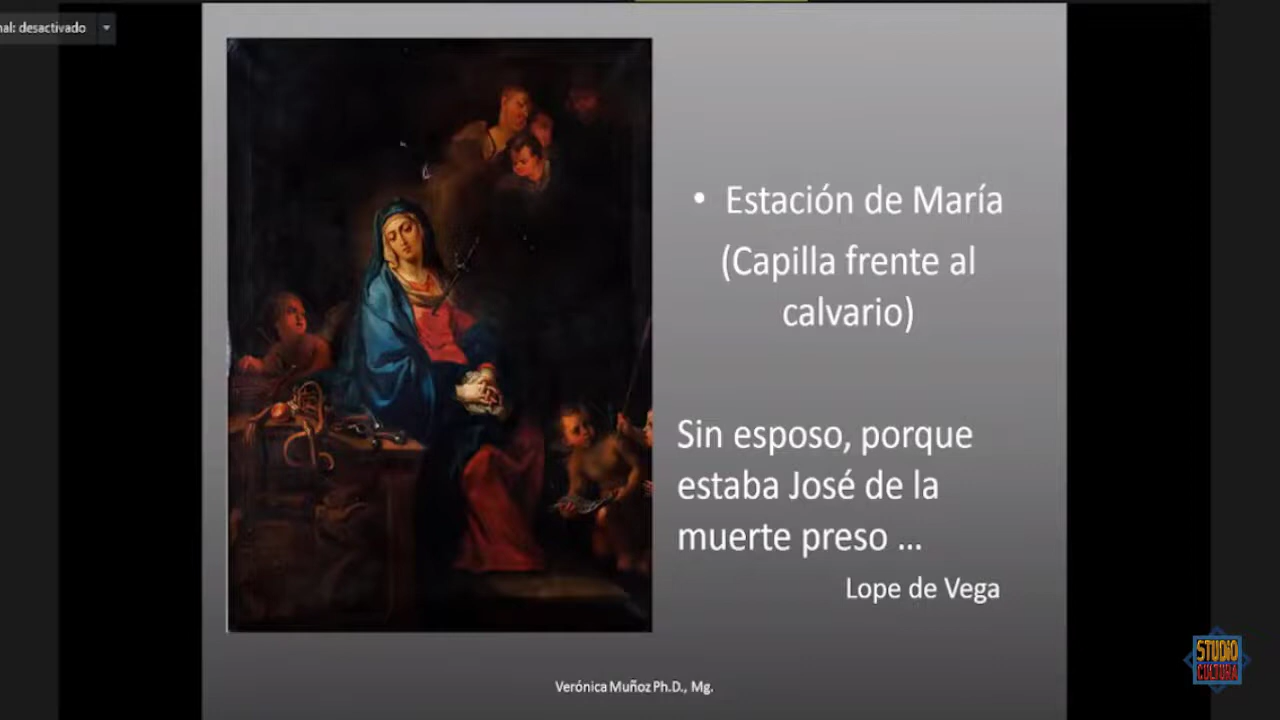 nal: desactivado
• Estación de María
(Capilla frente al
calvario)
Sin esposo, porque
estaba José de la
muerte preso ...
Lope de Vega
Verónica Muñoz Ph.D., Mg.
STUDIO
CULTURA